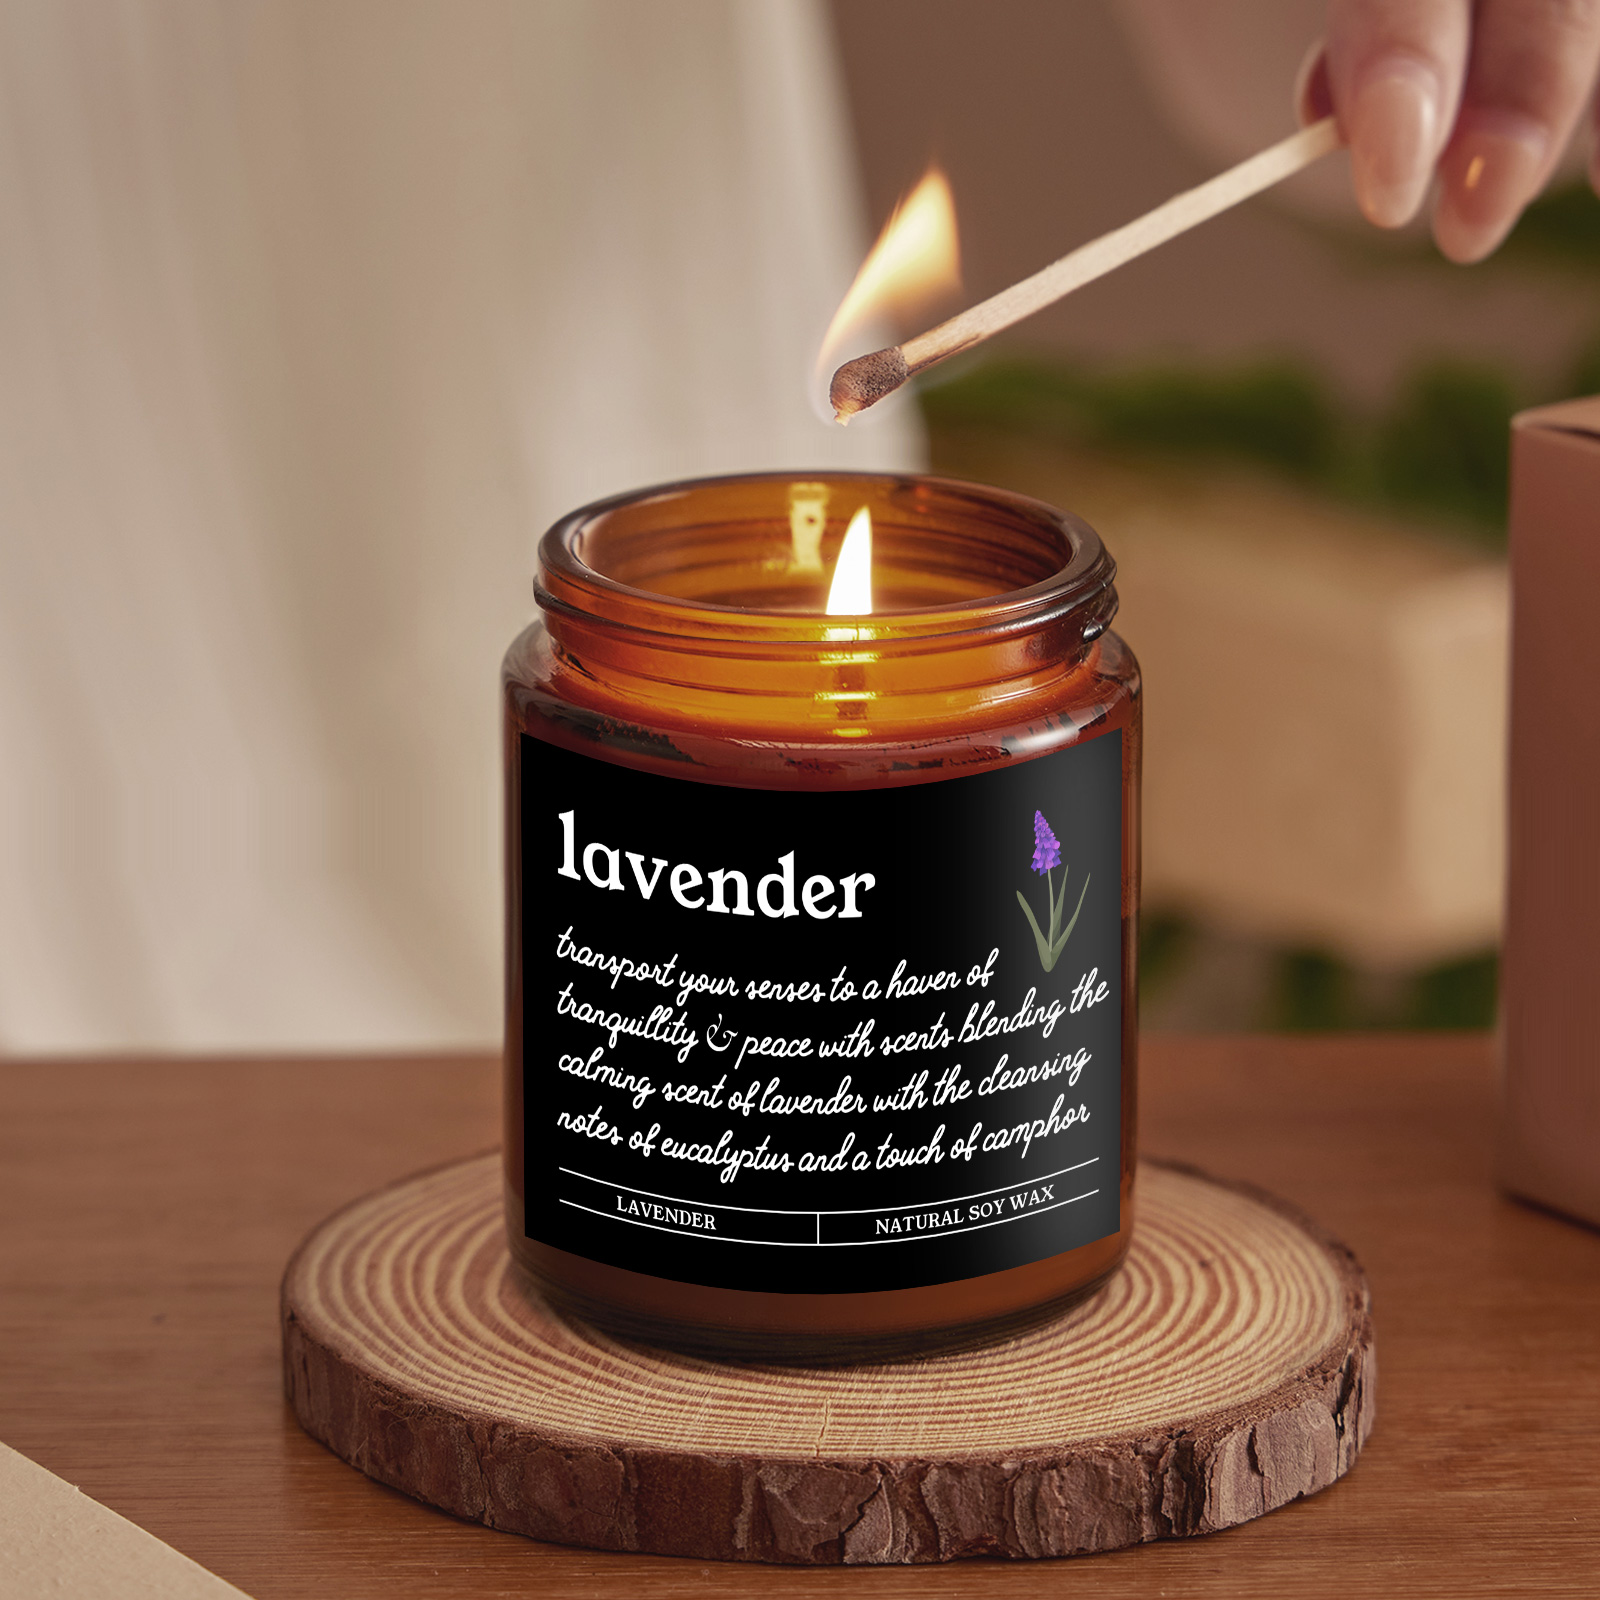 lavender
transport your senses to a haven of
tranquillity & peace with scents blending the
calming scent of lavender with the cleansing
notes of eucalyptus and a touch of camphor
LAVENDER
NATURAL SOY WAX